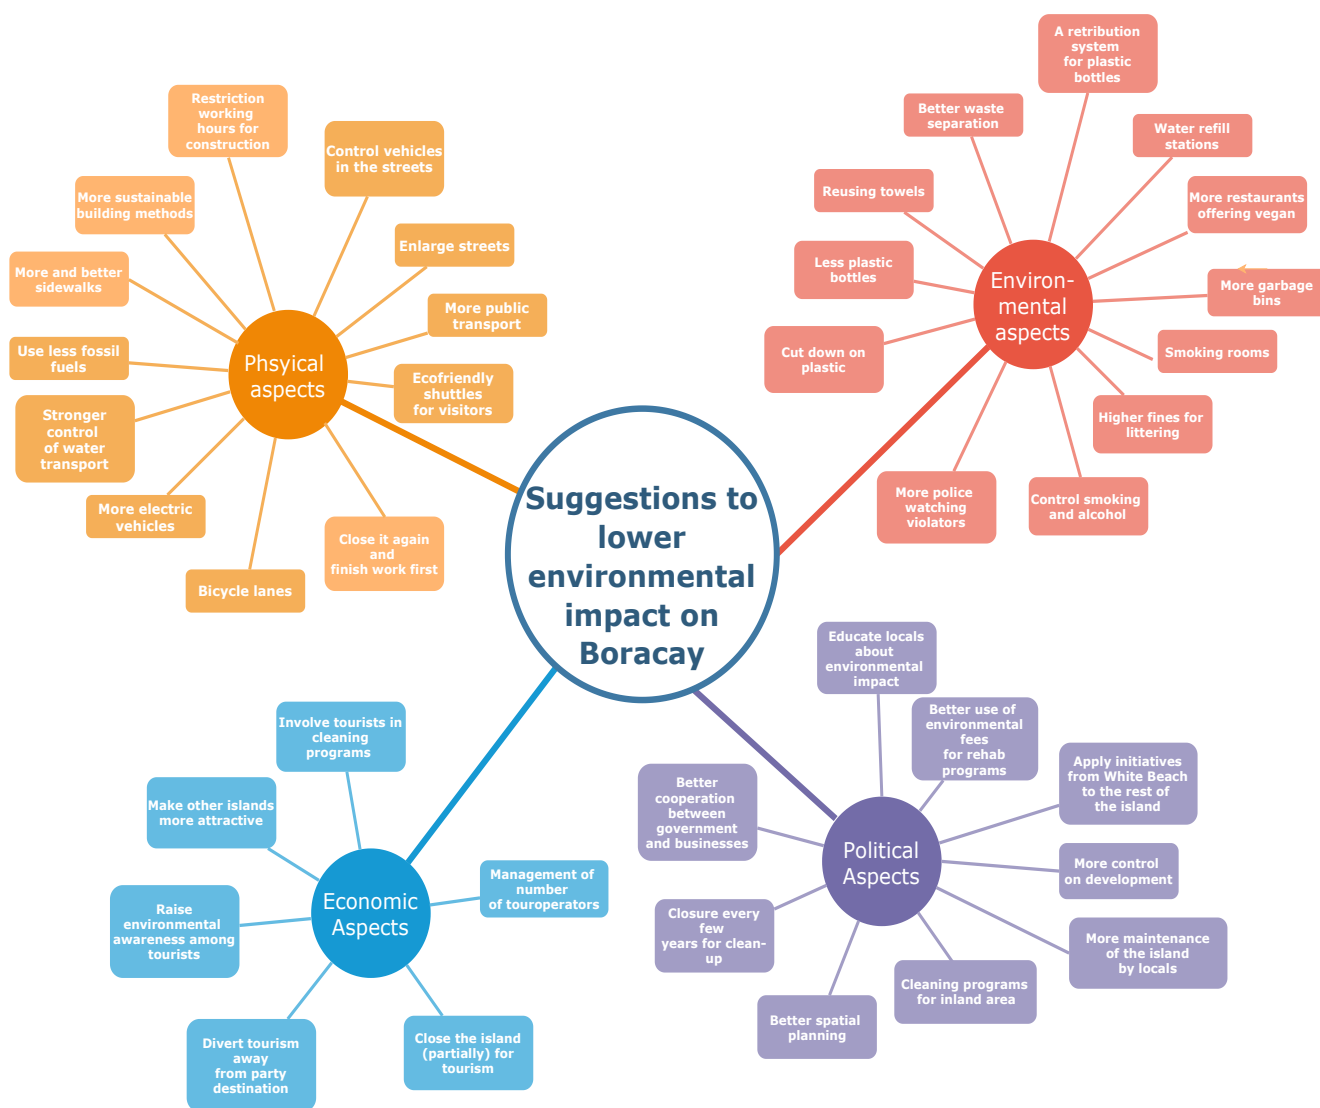 Suggestions to
lower
environmental
impact on
Boracay
Phsyical
aspects
Restriction
working
hours for
construction
Control vehicles
in the streets
More sustainable
building methods
Enlarge streets
More and better
sidewalks
More public
transport
Use less fossil
fuels
Ecofriendly
shuttles
for visitors
Stronger
control
of water
transport
More electric
vehicles
Close it again
and
finish work first
Bicycle lanes
Environ-
mental
aspects
A retribution
system
for plastic
bottles
Better waste
separation
Water refill
stations
Reusing towels
More restaurants
offering vegan
Less plastic
bottles
More garbage
bins
Cut down on
plastic
Smoking rooms
Higher fines for
littering
More police
watching
violators
Control smoking
and alcohol
Economic
Aspects
Involve tourists in
cleaning
programs
Make other islands
more attractive
Management of
number
of touroperators
Raise
environmental
awareness among
tourists
Divert tourism
away
from party
destination
Close the island
(partially) for
tourism
Political
Aspects
Educate locals
about
environmental
impact
Better use of
environmental
fees
for rehab
programs
Better
cooperation
between
government
and businesses
Apply initiatives
from White Beach
to the rest of
the island
More control
on development
Closure every
few
years for clean-
up
More maintenance
of the island
by locals
Cleaning programs
for inland area
Better spatial
planning